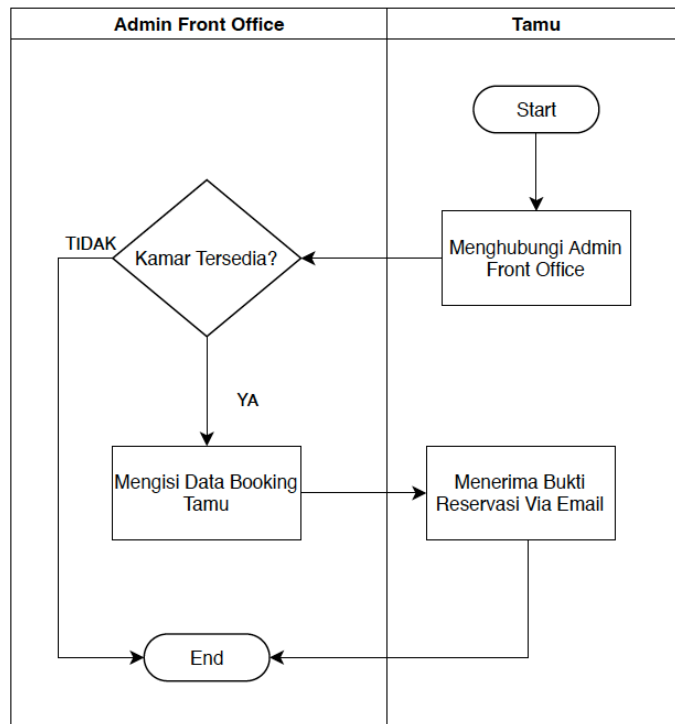 Admin Front Office
Tamu
Start
Menghubungi Admin
Front Office
TIDAK
Kamar Tersedia?
YA
Mengisi Data Booking
Tamu
Menerima Bukti
Reservasi Via Email
End